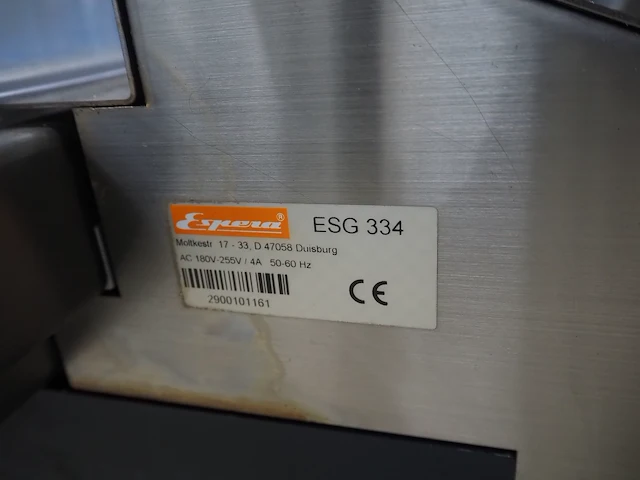 Espera® ESG 334
Moltkestr 17 - 33, D 47058 Duisburg
AC 180V-255V / 4A 50-60 Hz
2900101161
CE